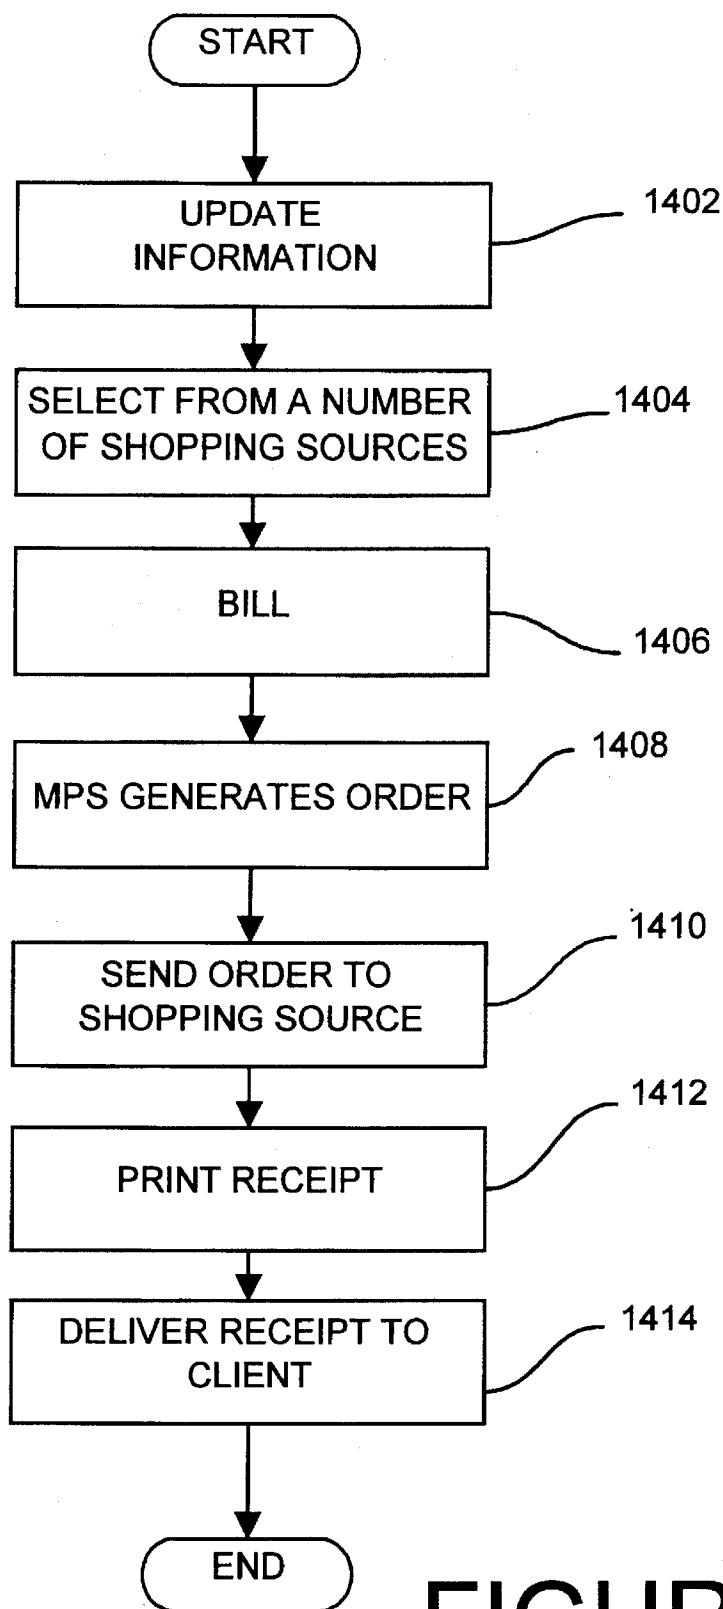 START
UPDATE
INFORMATION
1402
SELECT FROM A NUMBER
OF SHOPPING SOURCES
1404
BILL
1406
MPS GENERATES ORDER
1408
SEND ORDER TO
SHOPPING SOURCE
1410
PRINT RECEIPT
1412
DELIVER RECEIPT TO
CLIENT
1414
END